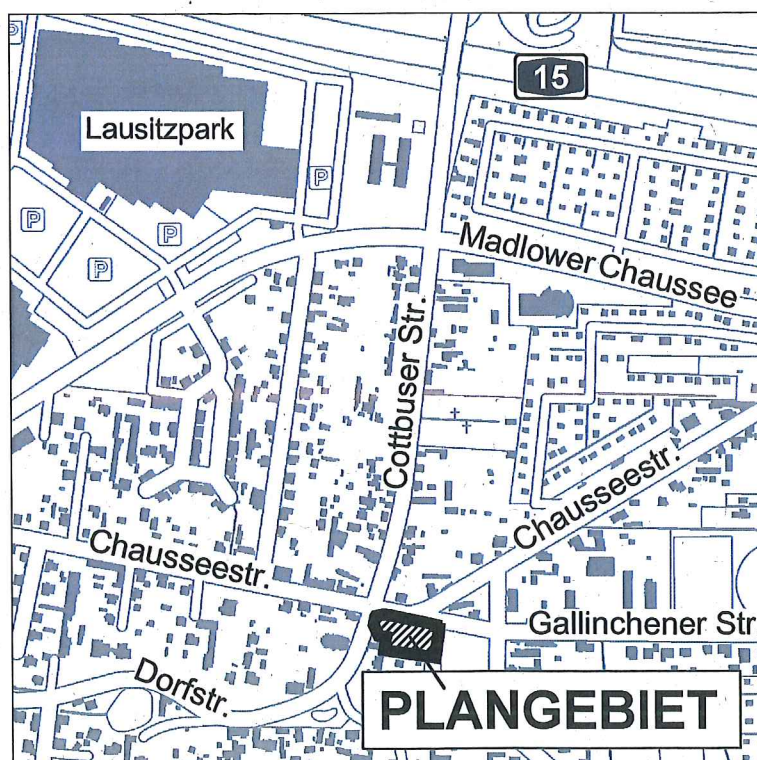 P
15
Lausitzpark
P
P
P
P
Madlower Chaussee
Cottbuser Str.
Chausseestr.
Chausseestr.
Gallinchener Str
Dorfstr.
PLANGEBIET